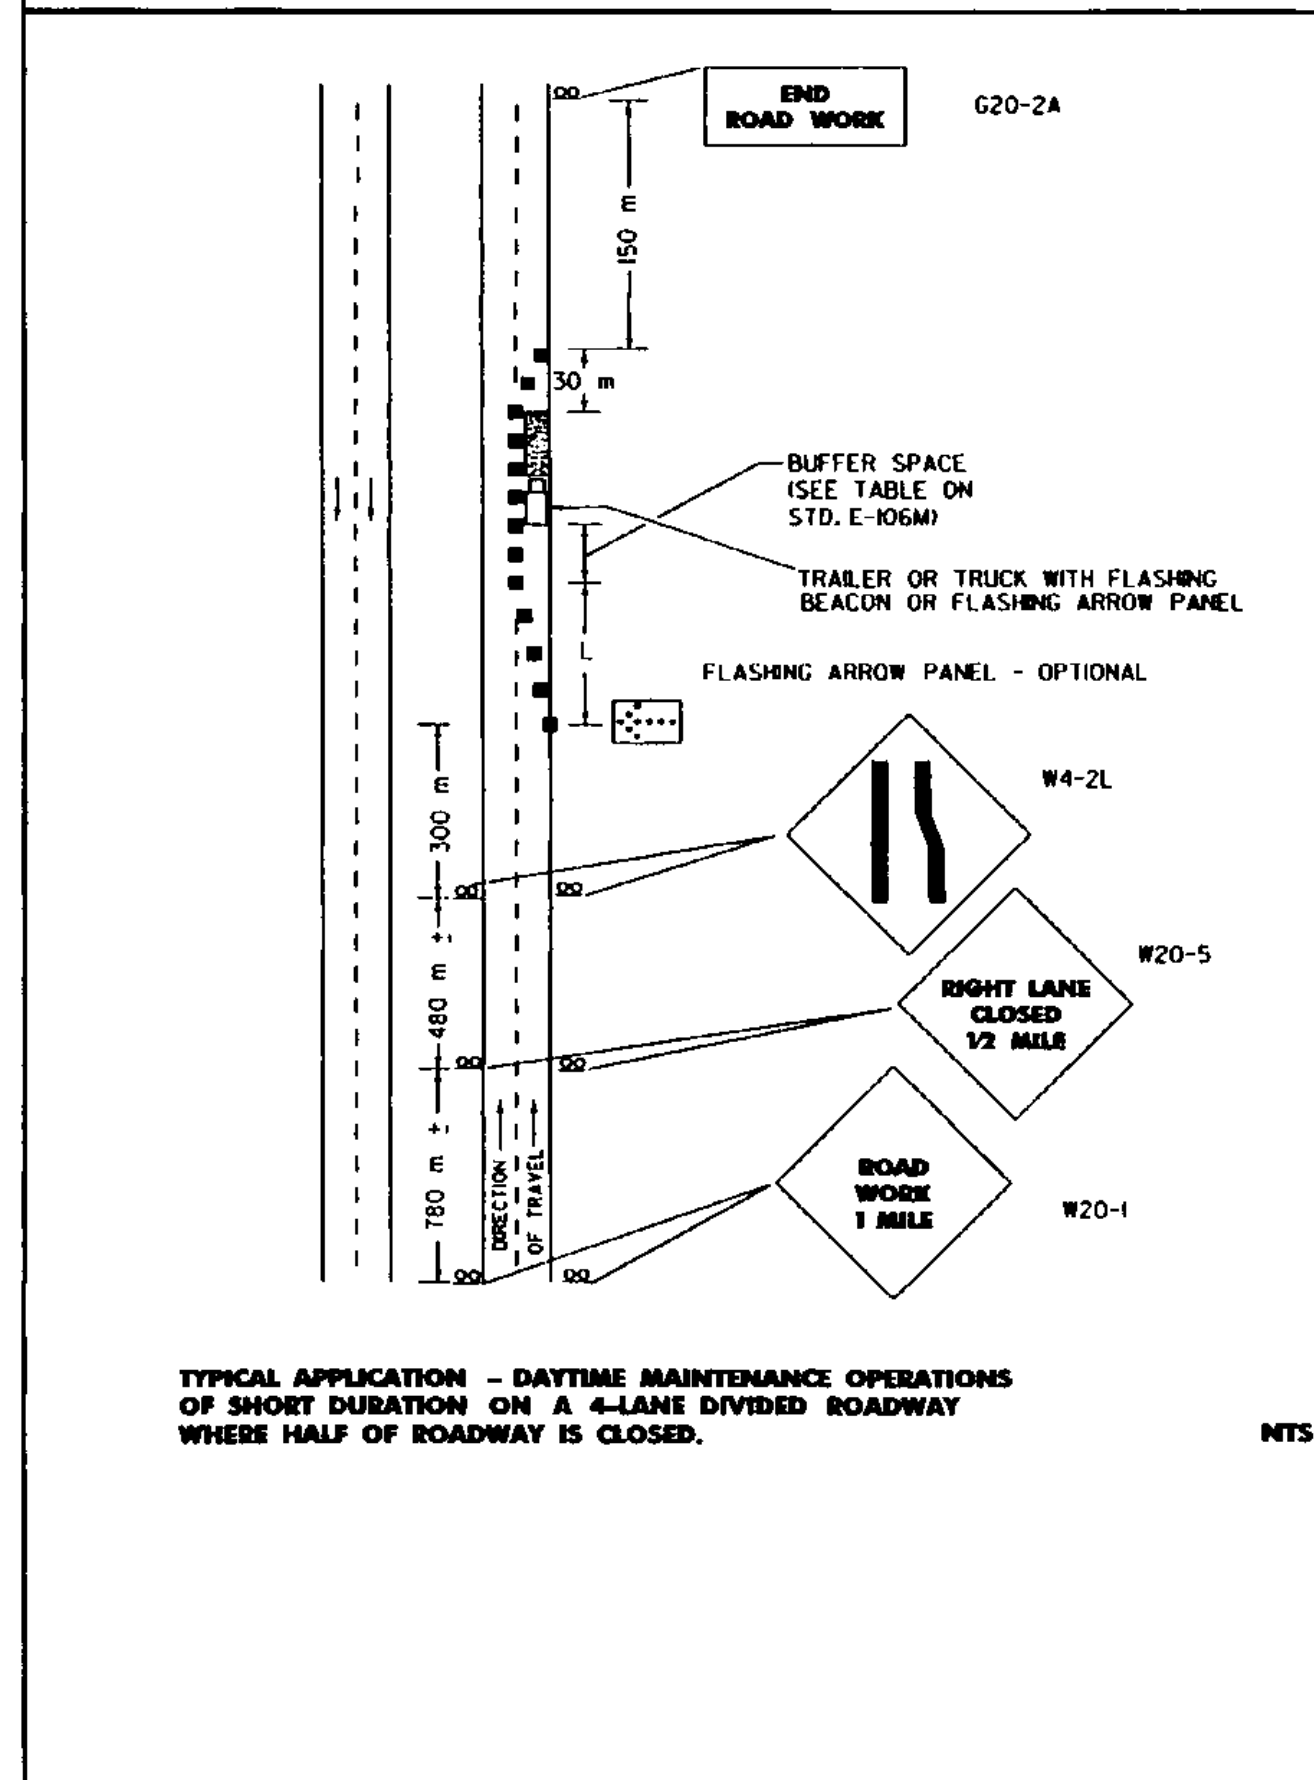 END
ROAD WORK
G20-2A
150 m
30 m
BUFFER SPACE
(SEE TABLE ON
STD. E-106M)
TRAILER OR TRUCK WITH FLASHING
BEACON OR FLASHING ARROW PANEL
L
FLASHING ARROW PANEL - OPTIONAL
300 m
W4-2L
480 m ±
W20-5
RIGHT LANE
CLOSED
1/2 MILE
780 m ±
DIRECTION
OF TRAVEL
ROAD
WORK
1 MILE
W20-1
TYPICAL APPLICATION - DAYTIME MAINTENANCE OPERATIONS
OF SHORT DURATION ON A 4-LANE DIVIDED ROADWAY
WHERE HALF OF ROADWAY IS CLOSED.
NTS